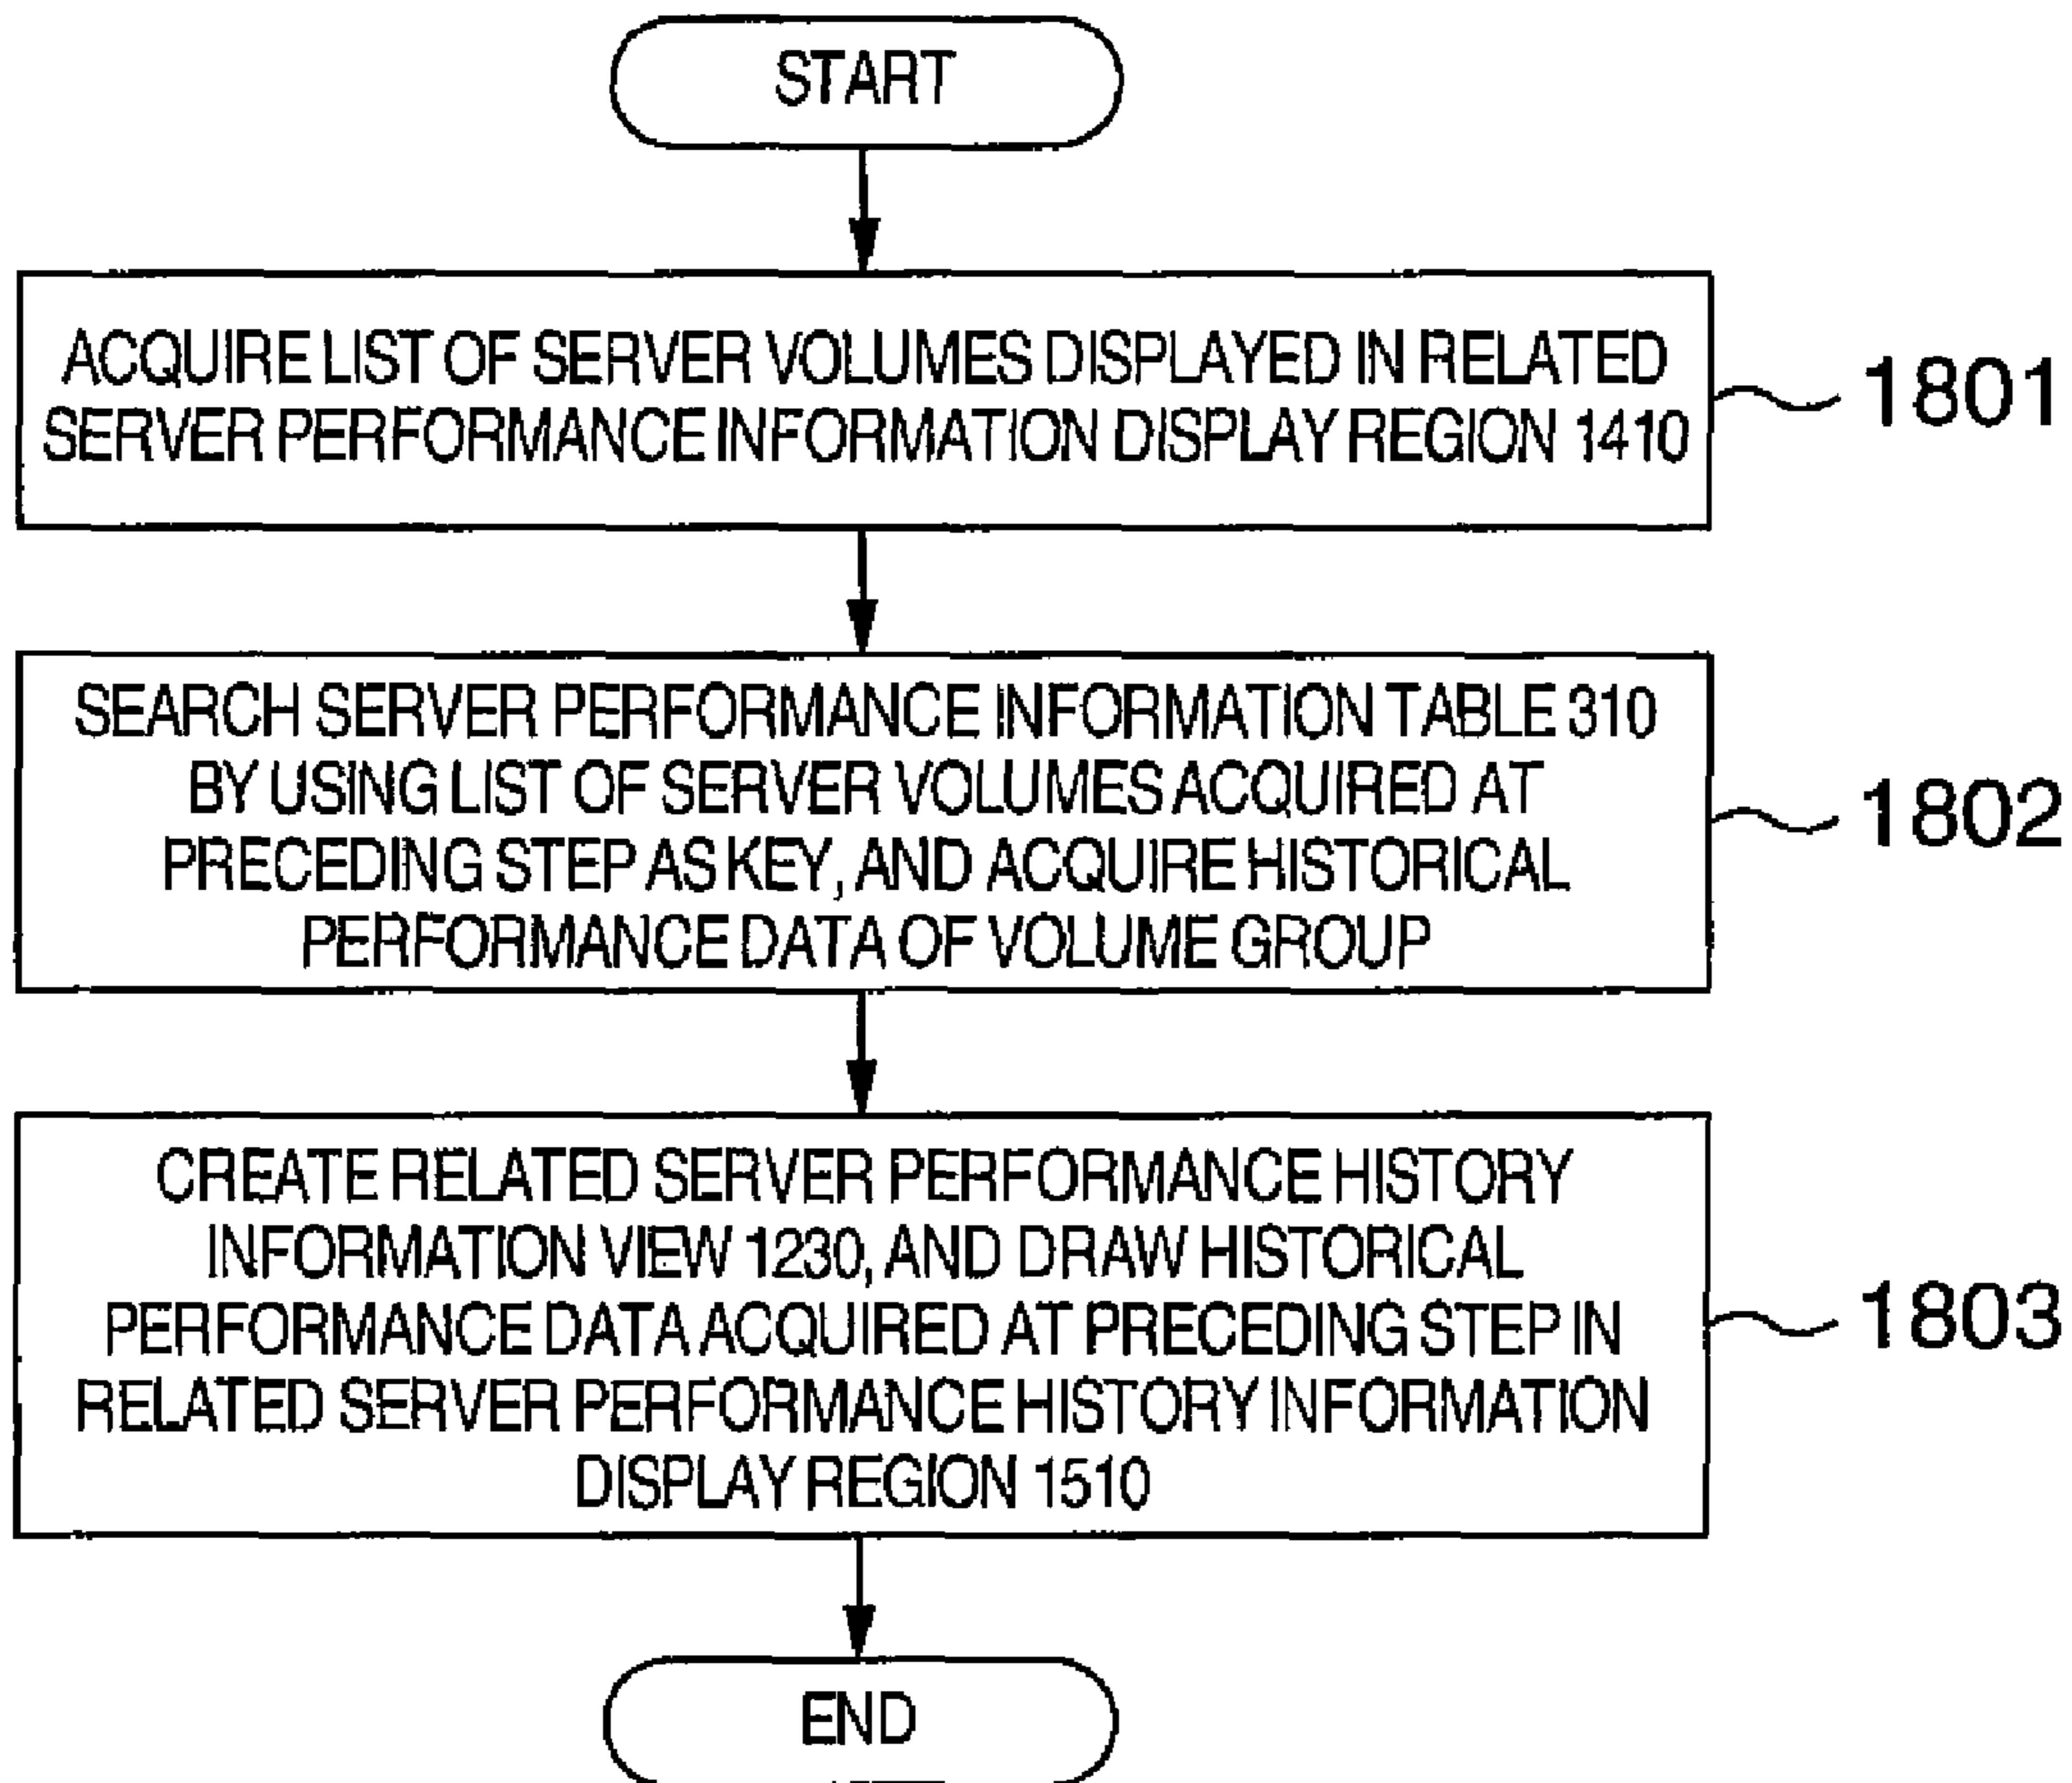 START
ACQUIRE LIST OF SERVER VOLUMES DISPLAYED IN RELATED
SERVER PERFORMANCE INFORMATION DISPLAY REGION 1410
1801
SEARCH SERVER PERFORMANCE INFORMATION TABLE 310
BY USING LIST OF SERVER VOLUMES ACQUIRED AT
PRECEDING STEP AS KEY, AND ACQUIRE HISTORICAL
PERFORMANCE DATA OF VOLUME GROUP
1802
CREATE RELATED SERVER PERFORMANCE HISTORY
INFORMATION VIEW 1230, AND DRAW HISTORICAL
PERFORMANCE DATA ACQUIRED AT PRECEDING STEP IN
RELATED SERVER PERFORMANCE HISTORY INFORMATION
DISPLAY REGION 1510
1803
END